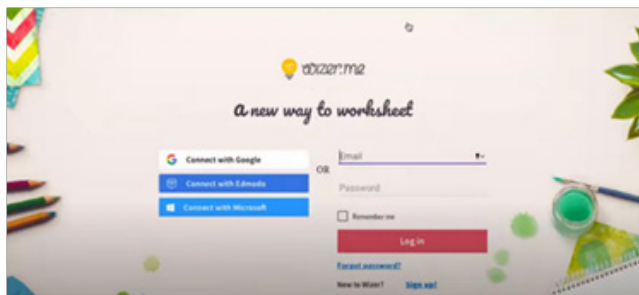 wizer.me
a new way to worksheet
Connect with Google
Connect with Edmodo
Connect with Microsoft
OR
Email
Password
Remember me
Log in
Forgot password?
New to Wizer? Sign up!